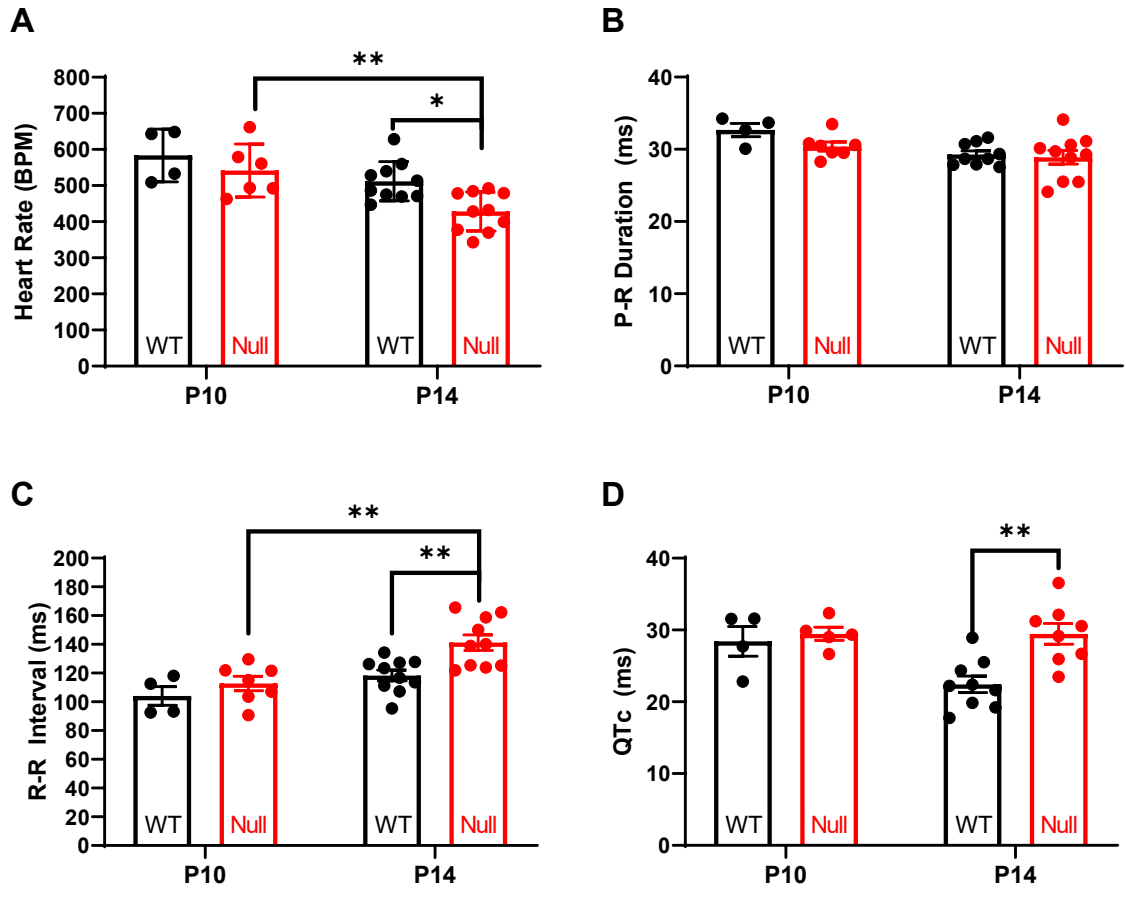 A
**
*
Heart Rate (BPM)
800
700
600
500
400
300
200
100
0
WT
Null
WT
Null
P10
P14
B
P-R Duration (ms)
40
30
20
10
0
WT
Null
WT
Null
P10
P14
C
**
**
R-R Interval (ms)
200
180
160
140
120
100
80
60
40
20
0
WT
Null
WT
Null
P10
P14
D
**
QTc (ms)
40
30
20
10
0
WT
Null
WT
Null
P10
P14